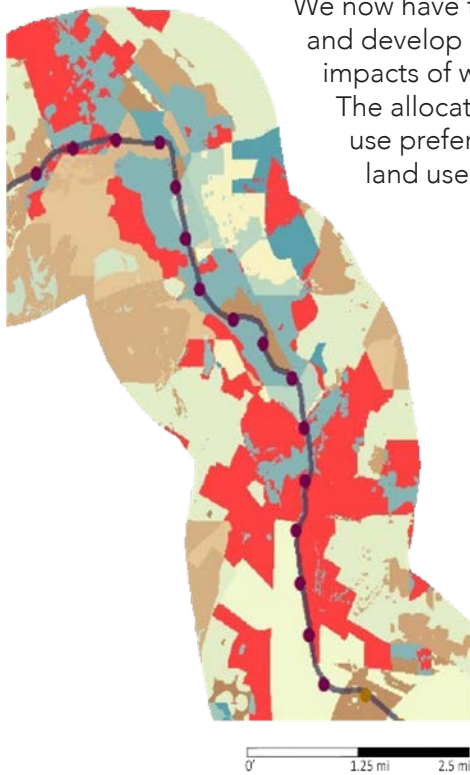 We now have
and develop
impacts of
The allocat
use prefer
land use
0'
1.25 mi
2.5 mi